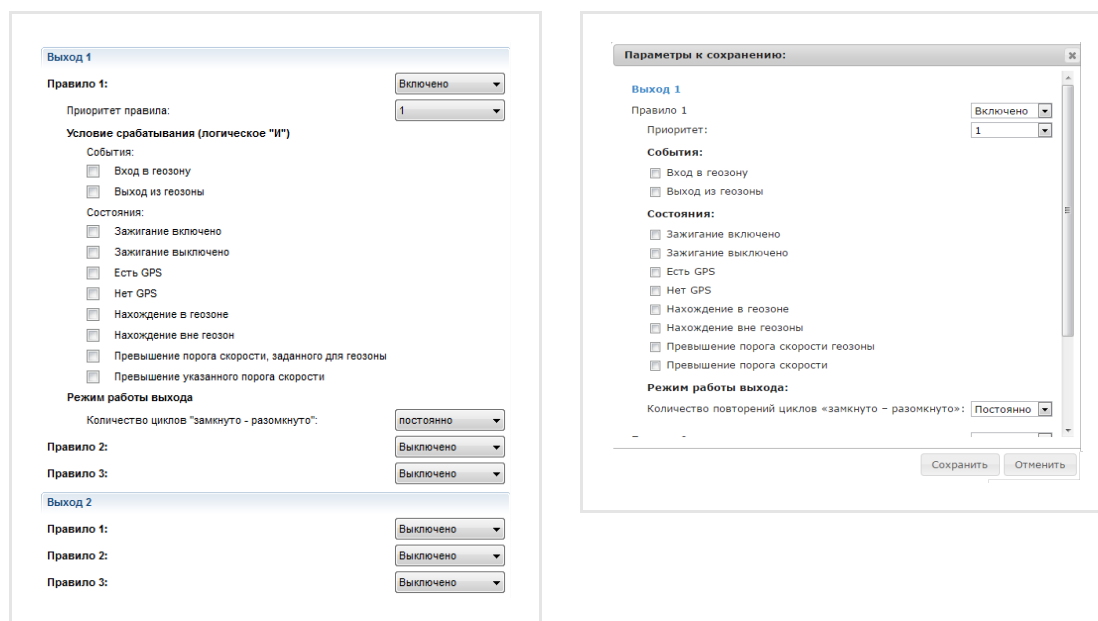 Выход 1
Правило 1: Включено
Приоритет правила: 1
Условие срабатывания (логическое "И")
События:
Вход в геозону
Выход из геозоны
Состояния:
Зажигание включено
Зажигание выключено
Есть GPS
Нет GPS
Нахождение в геозоне
Нахождение вне геозон
Превышение порога скорости, заданного для геозоны
Превышение указанного порога скорости
Режим работы выхода
Количество циклов "замкнуто - разомкнуто": постоянно
Правило 2: Выключено
Правило 3: Выключено
Выход 2
Правило 1: Выключено
Правило 2: Выключено
Правило 3: Выключено
Параметры к сохранению:
Выход 1
Правило 1 Включено
Приоритет: 1
События:
Вход в геозону
Выход из геозоны
Состояния:
Зажигание включено
Зажигание выключено
Есть GPS
Нет GPS
Нахождение в геозоне
Нахождение вне геозоны
Превышение порога скорости геозоны
Превышение порога скорости
Режим работы выхода:
Количество повторений циклов «замкнуто – разомкнуто»: Постоянно
Сохранить Отменить